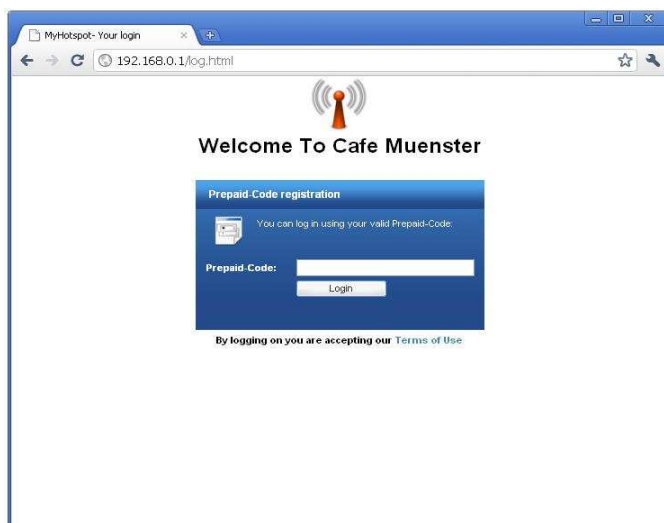 MyHotspot- Your login
192.168.0.1/log.html
Welcome To Cafe Muenster
Prepaid-Code registration
You can log in using your valid Prepaid-Code:
Prepaid-Code:
Login
By logging on you are accepting our Terms of Use